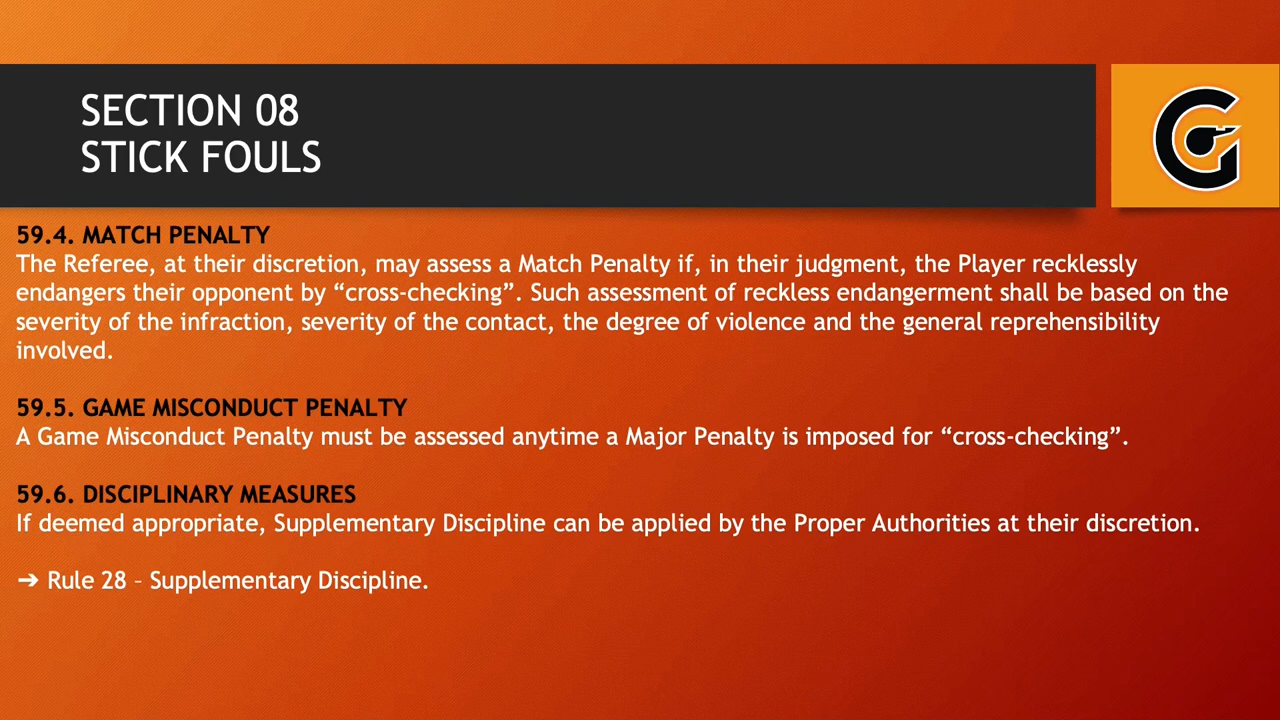 SECTION 08
STICK FOULS
59.4. MATCH PENALTY
The Referee, at their discretion, may assess a Match Penalty if, in their judgment, the Player recklessly
endangers their opponent by “cross-checking”. Such assessment of reckless endangerment shall be based on the
severity of the infraction, severity of the contact, the degree of violence and the general reprehensibility
involved.
59.5. GAME MISCONDUCT PENALTY
A Game Misconduct Penalty must be assessed anytime a Major Penalty is imposed for “cross-checking”.
59.6. DISCIPLINARY MEASURES
If deemed appropriate, Supplementary Discipline can be applied by the Proper Authorities at their discretion.
➔ Rule 28 – Supplementary Discipline.